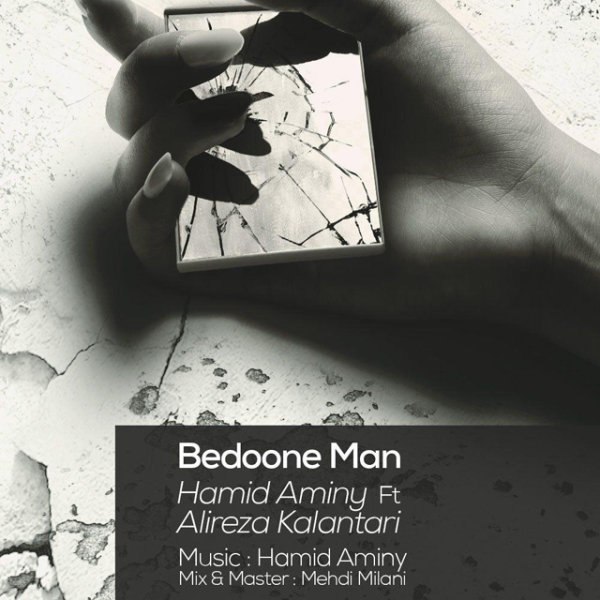 Bedoone Man
Hamid Aminy Ft
Alireza Kalantari
Music : Hamid Aminy
Mix & Master : Mehdi Milani